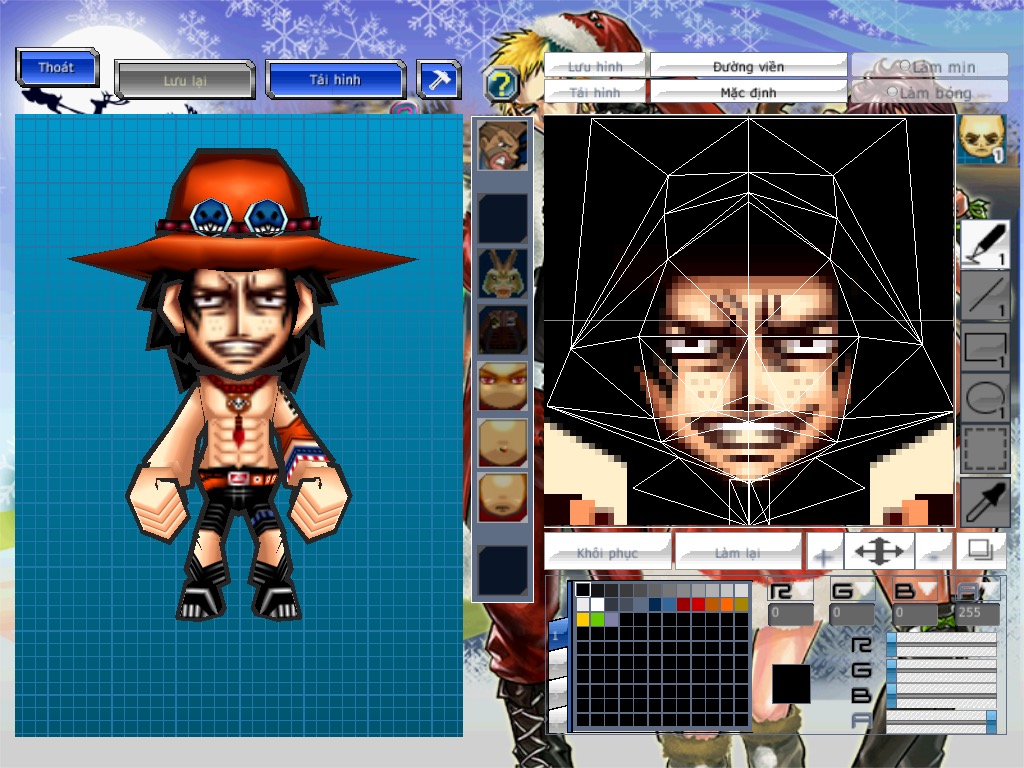 Thoát
Lưu lại
Tải hình
?
Lưu hình
Đường viền
Làm mịn
Tải hình
Mặc định
Làm bóng
1
1
1
1
1
Khôi phục
Làm lại
+
-
R G B A
0 0 0 255
1
R
G
B
A